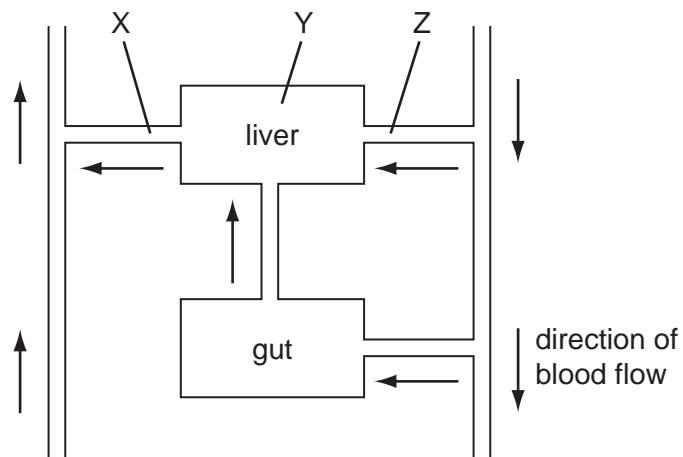 X Y Z
liver
gut
direction of
blood flow